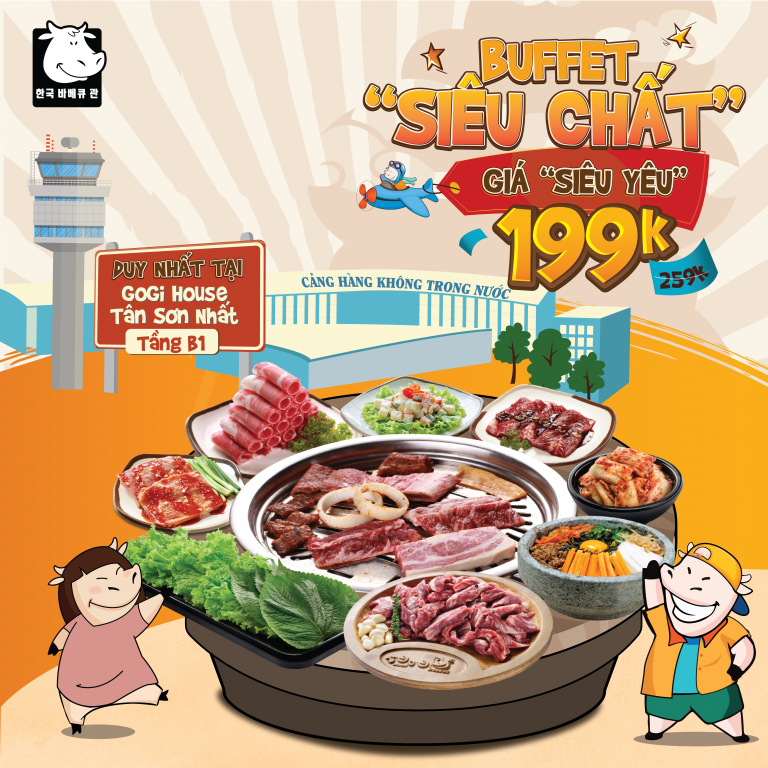 한국 바베큐 관
BUFFET
“SIÊU CHẤT”
GIÁ “SIÊU YÊU”
199K
259K
DUY NHẤT TẠI
GoGi House
Tân Sơn Nhất
Tầng B1
CẢNG HÀNG KHÔNG TRONG NƯỚC